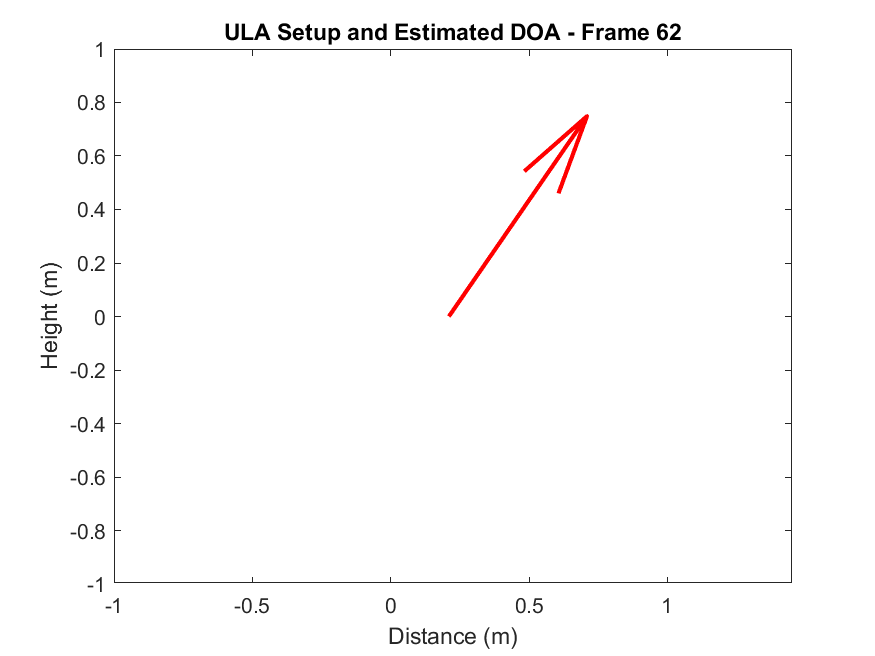 ULA Setup and Estimated DOA - Frame 62
1
0.8
0.6
0.4
0.2
0
-0.2
-0.4
-0.6
-0.8
-1
Height (m)
-1 -0.5 0 0.5 1
Distance (m)